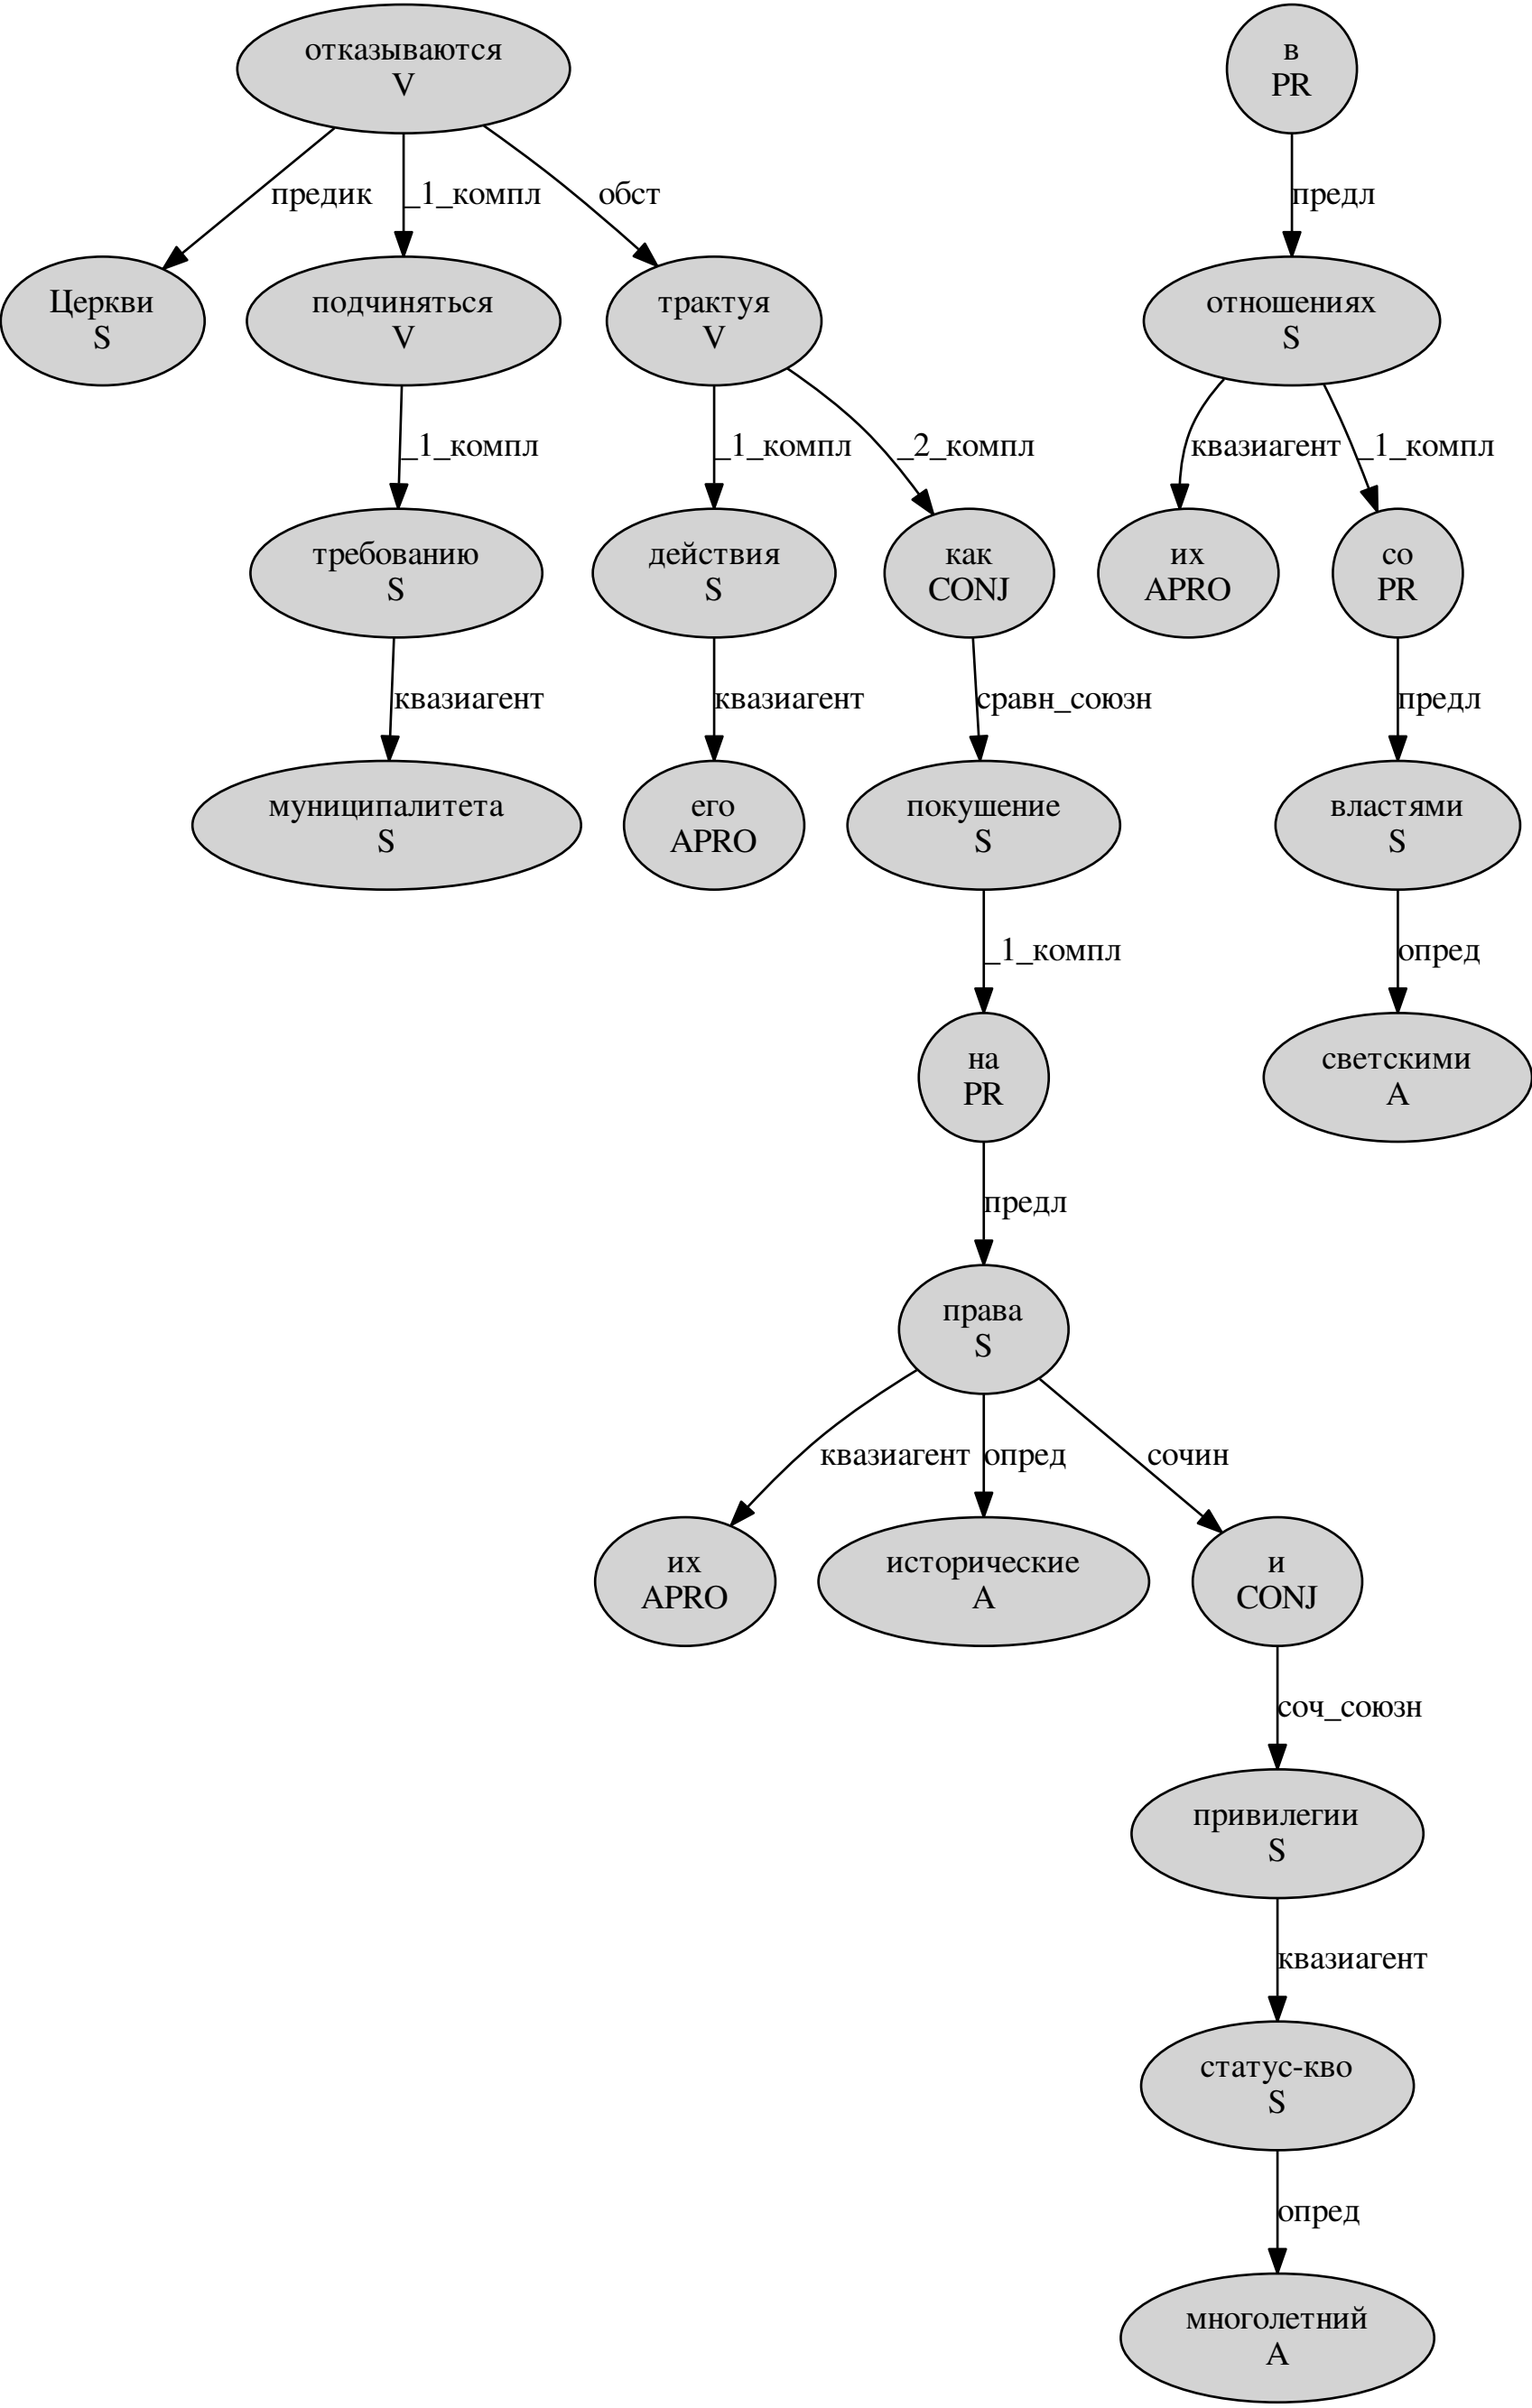 отказываются
V
в
PR
предик
_1_компл
обст
предл
Церкви
S
подчиняться
V
трактуя
V
отношениях
S
_1_компл
_1_компл
_2_компл
квазиагент
_1_компл
требованию
S
действия
S
как
CONJ
их
APRO
со
PR
квазиагент
квазиагент
сравн_союзн
предл
муниципалитета
S
его
APRO
покушение
S
властями
S
_1_компл
опред
на
PR
светскими
A
предл
права
S
квазиагент
опред
сочин
их
APRO
исторические
A
и
CONJ
соч_союзн
привилегии
S
квазиагент
статус-кво
S
опред
многолетний
A